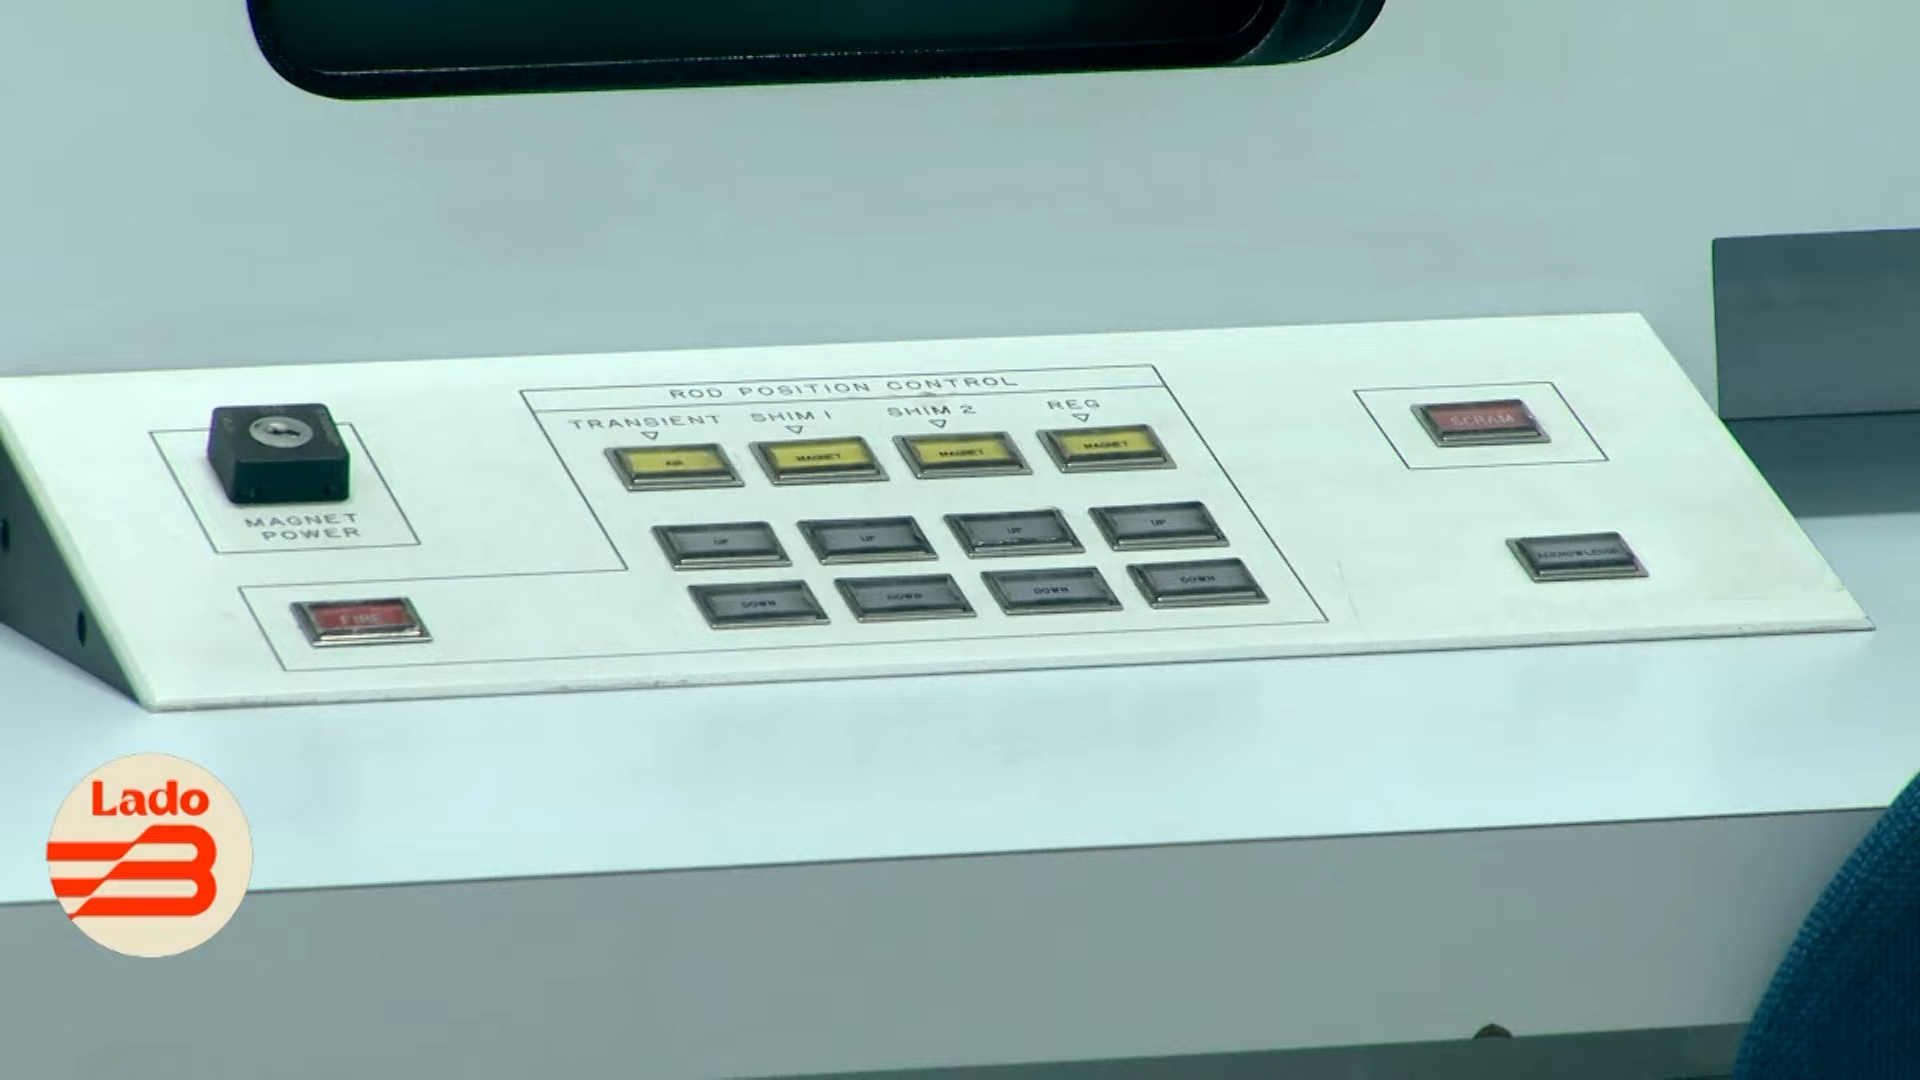 ROD POSITION CONTROL
TRANSIENT SHIM 1 SHIM 2 REG
AIR MAGNET MAGNET MAGNET
UP UP UP UP
DOWN DOWN DOWN DOWN
MAGNET
POWER
FIRE
SCRAM
ACKNOWLEDGE
Lado
B